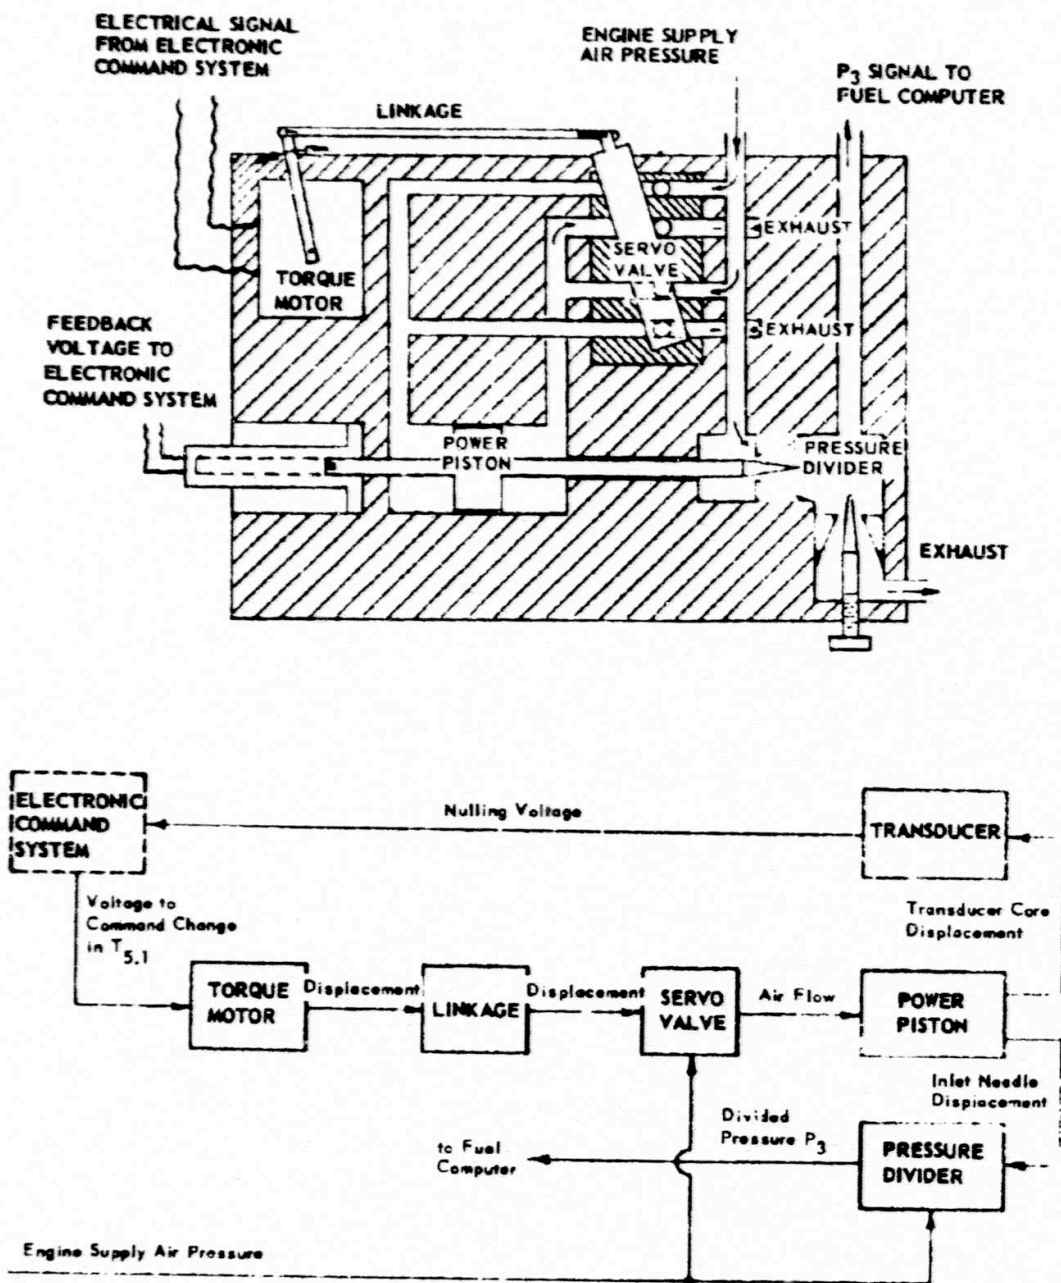 ELECTRICAL SIGNAL
FROM ELECTRONIC
COMMAND SYSTEM
ENGINE SUPPLY
AIR PRESSURE
P3 SIGNAL TO
FUEL COMPUTER
LINKAGE
EXHAUST
SERVO
VALVE
TORQUE
MOTOR
EXHAUST
FEEDBACK
VOLTAGE TO
ELECTRONIC
COMMAND SYSTEM
POWER
PISTON
PRESSURE
DIVIDER
EXHAUST
ELECTRONIC
COMMAND
SYSTEM
Nulling Voltage
TRANSDUCER
Voltage to
Command Change
in T5.1
Transducer Core
Displacement
TORQUE
MOTOR
Displacement
LINKAGE
Displacement
SERVO
VALVE
Air Flow
POWER
PISTON
Inlet Needle
Displacement
Divided
Pressure P3
to Fuel
Computer
PRESSURE
DIVIDER
Engine Supply Air Pressure